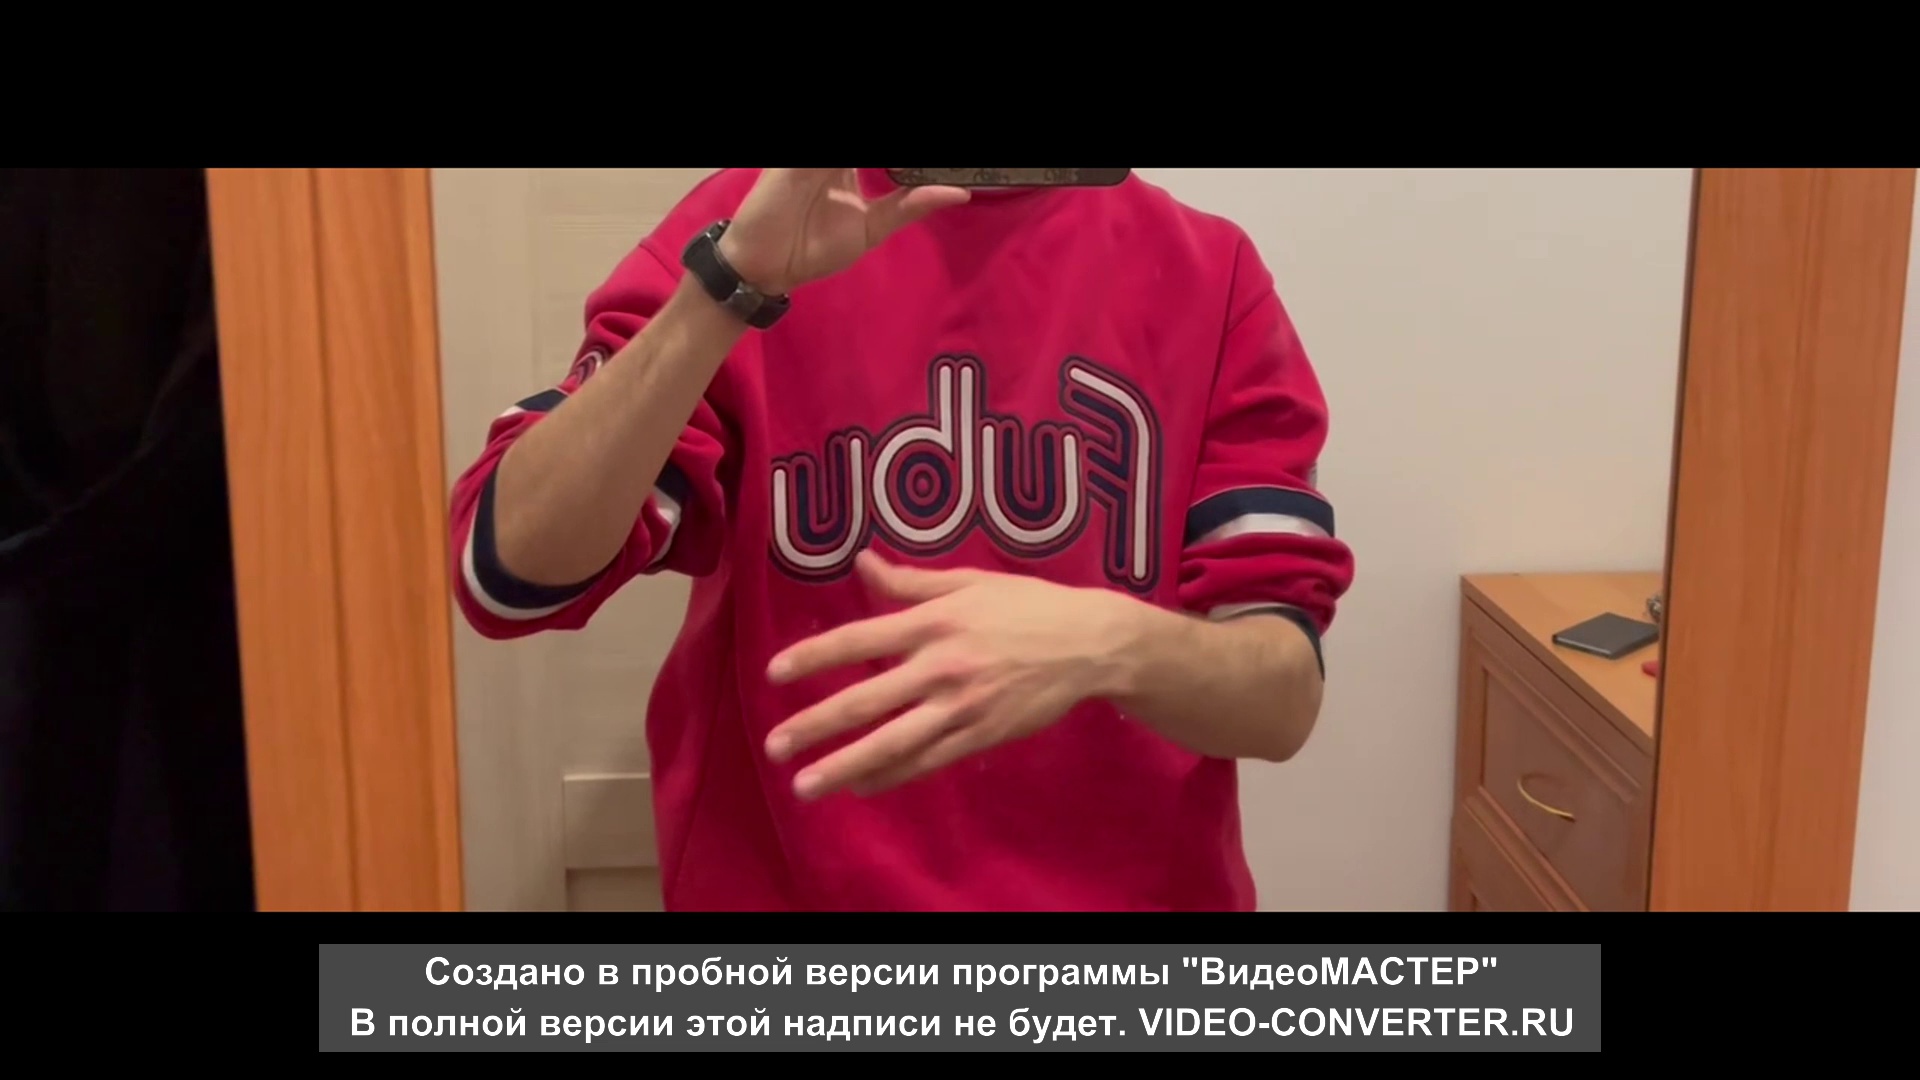 Fubu
Создано в пробной версии программы "ВидеоМАСТЕР"
В полной версии этой надписи не будет. VIDEO-CONVERTER.RU